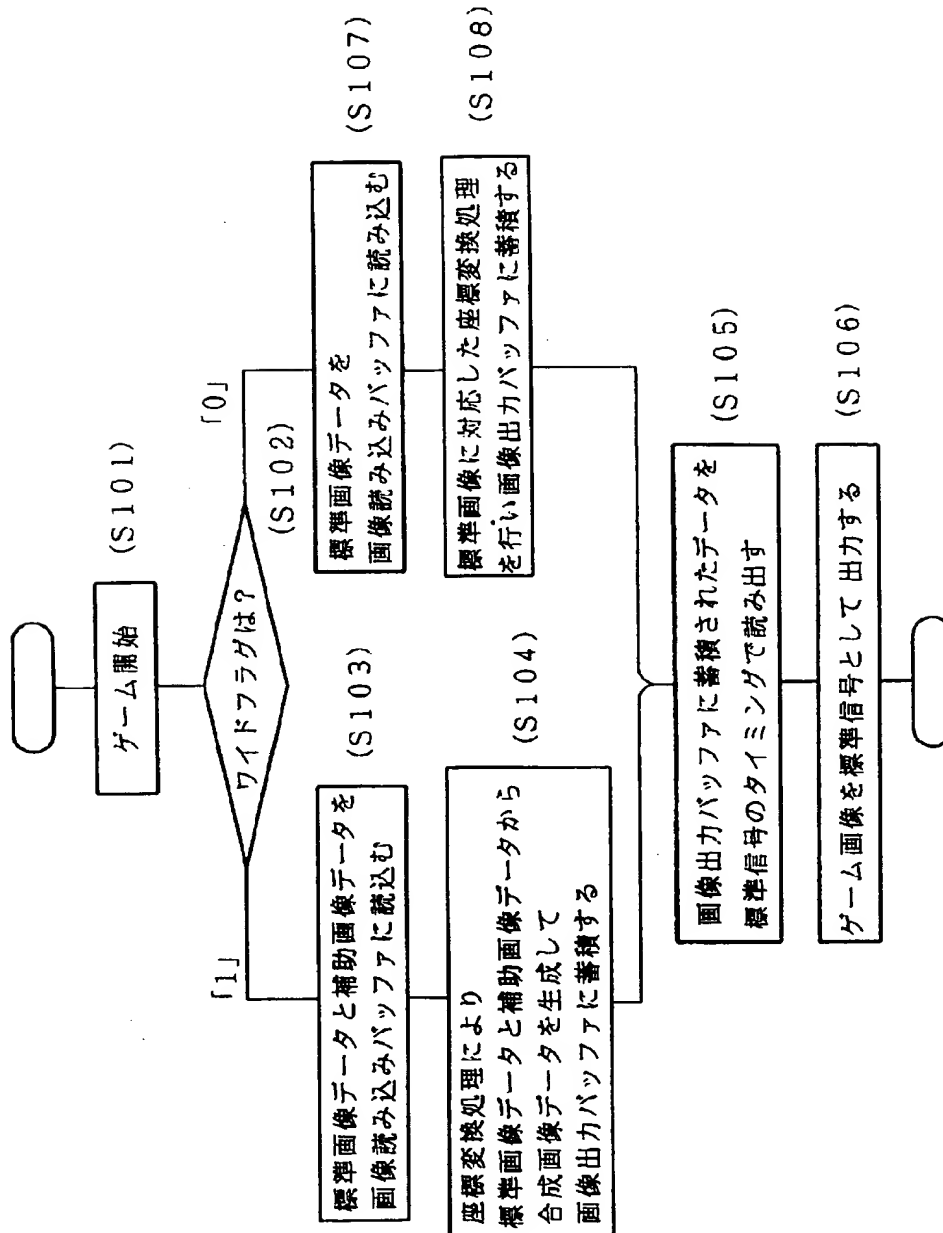 ゲーム開始
(S101)
ワイドフラグは?
(S102)
「1」
「0」
標準画像データと補助画像データを
画像読み込みバッファに読込む
(S103)
座標変換処理により
標準画像データと補助画像データから
合成画像データを生成して
画像出力バッファに蓄積する
(S104)
標準画像データを
画像読み込みバッファに読み込む
(S107)
標準画像に対応した座標変換処理
を行い画像出力バッファに蓄積する
(S108)
画像出力バッファに蓄積されたデータを
標準信号のタイミングで読み出す
(S105)
ゲーム画像を標準信号として 出力する
(S106)